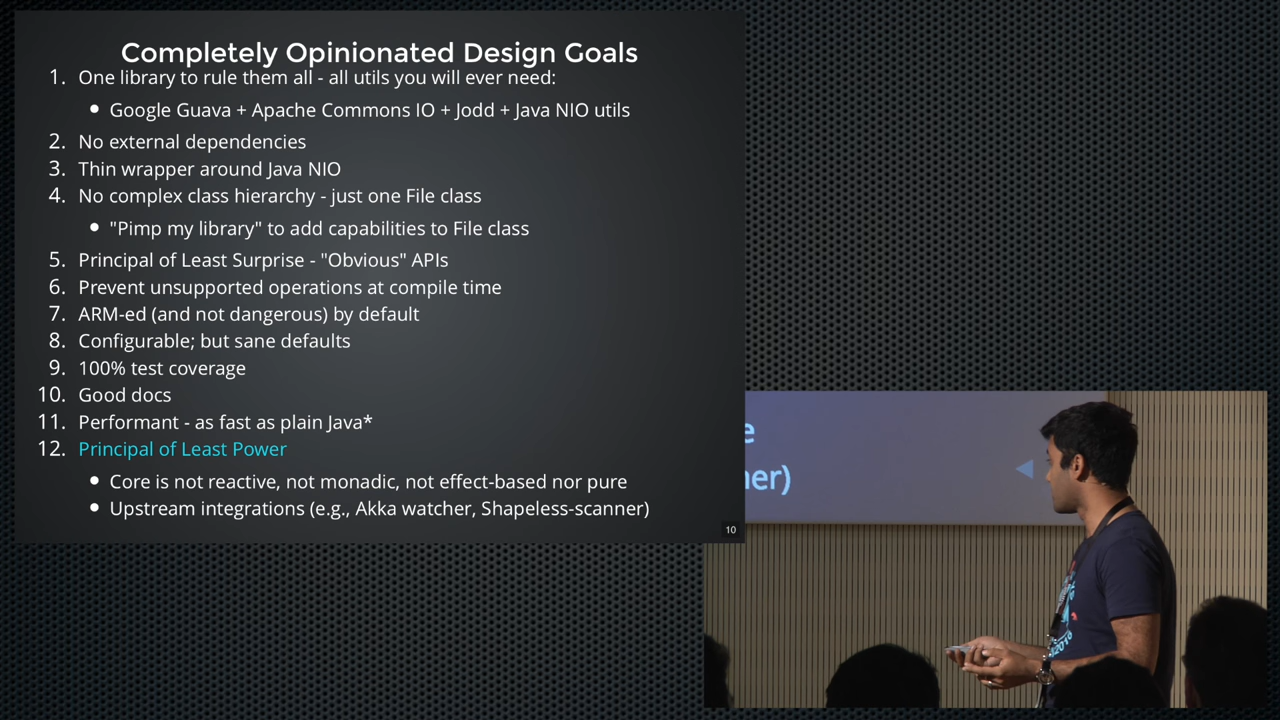 Completely Opinionated Design Goals
1. One library to rule them all - all utils you will ever need:
• Google Guava + Apache Commons IO + Jodd + Java NIO utils
2. No external dependencies
3. Thin wrapper around Java NIO
4. No complex class hierarchy - just one File class
• "Pimp my library" to add capabilities to File class
5. Principal of Least Surprise - "Obvious" APIs
6. Prevent unsupported operations at compile time
7. ARM-ed (and not dangerous) by default
8. Configurable; but sane defaults
9. 100% test coverage
10. Good docs
11. Performant - as fast as plain Java*
12. Principal of Least Power
• Core is not reactive, not monadic, not effect-based nor pure
• Upstream integrations (e.g., Akka watcher, Shapeless-scanner)
10
e
ner)